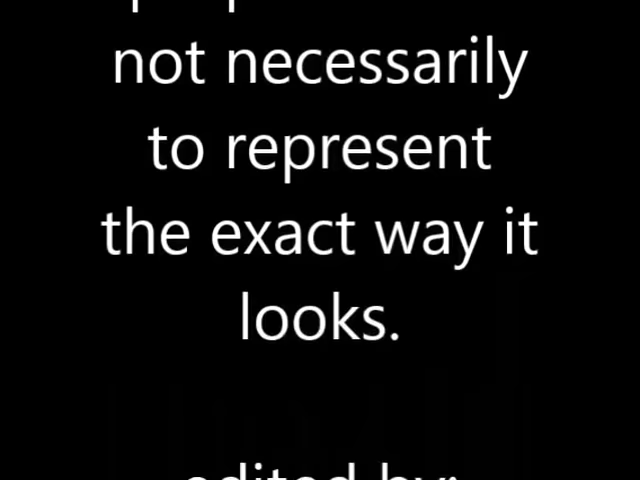 not necessarily
to represent
the exact way it
looks.
edited by: